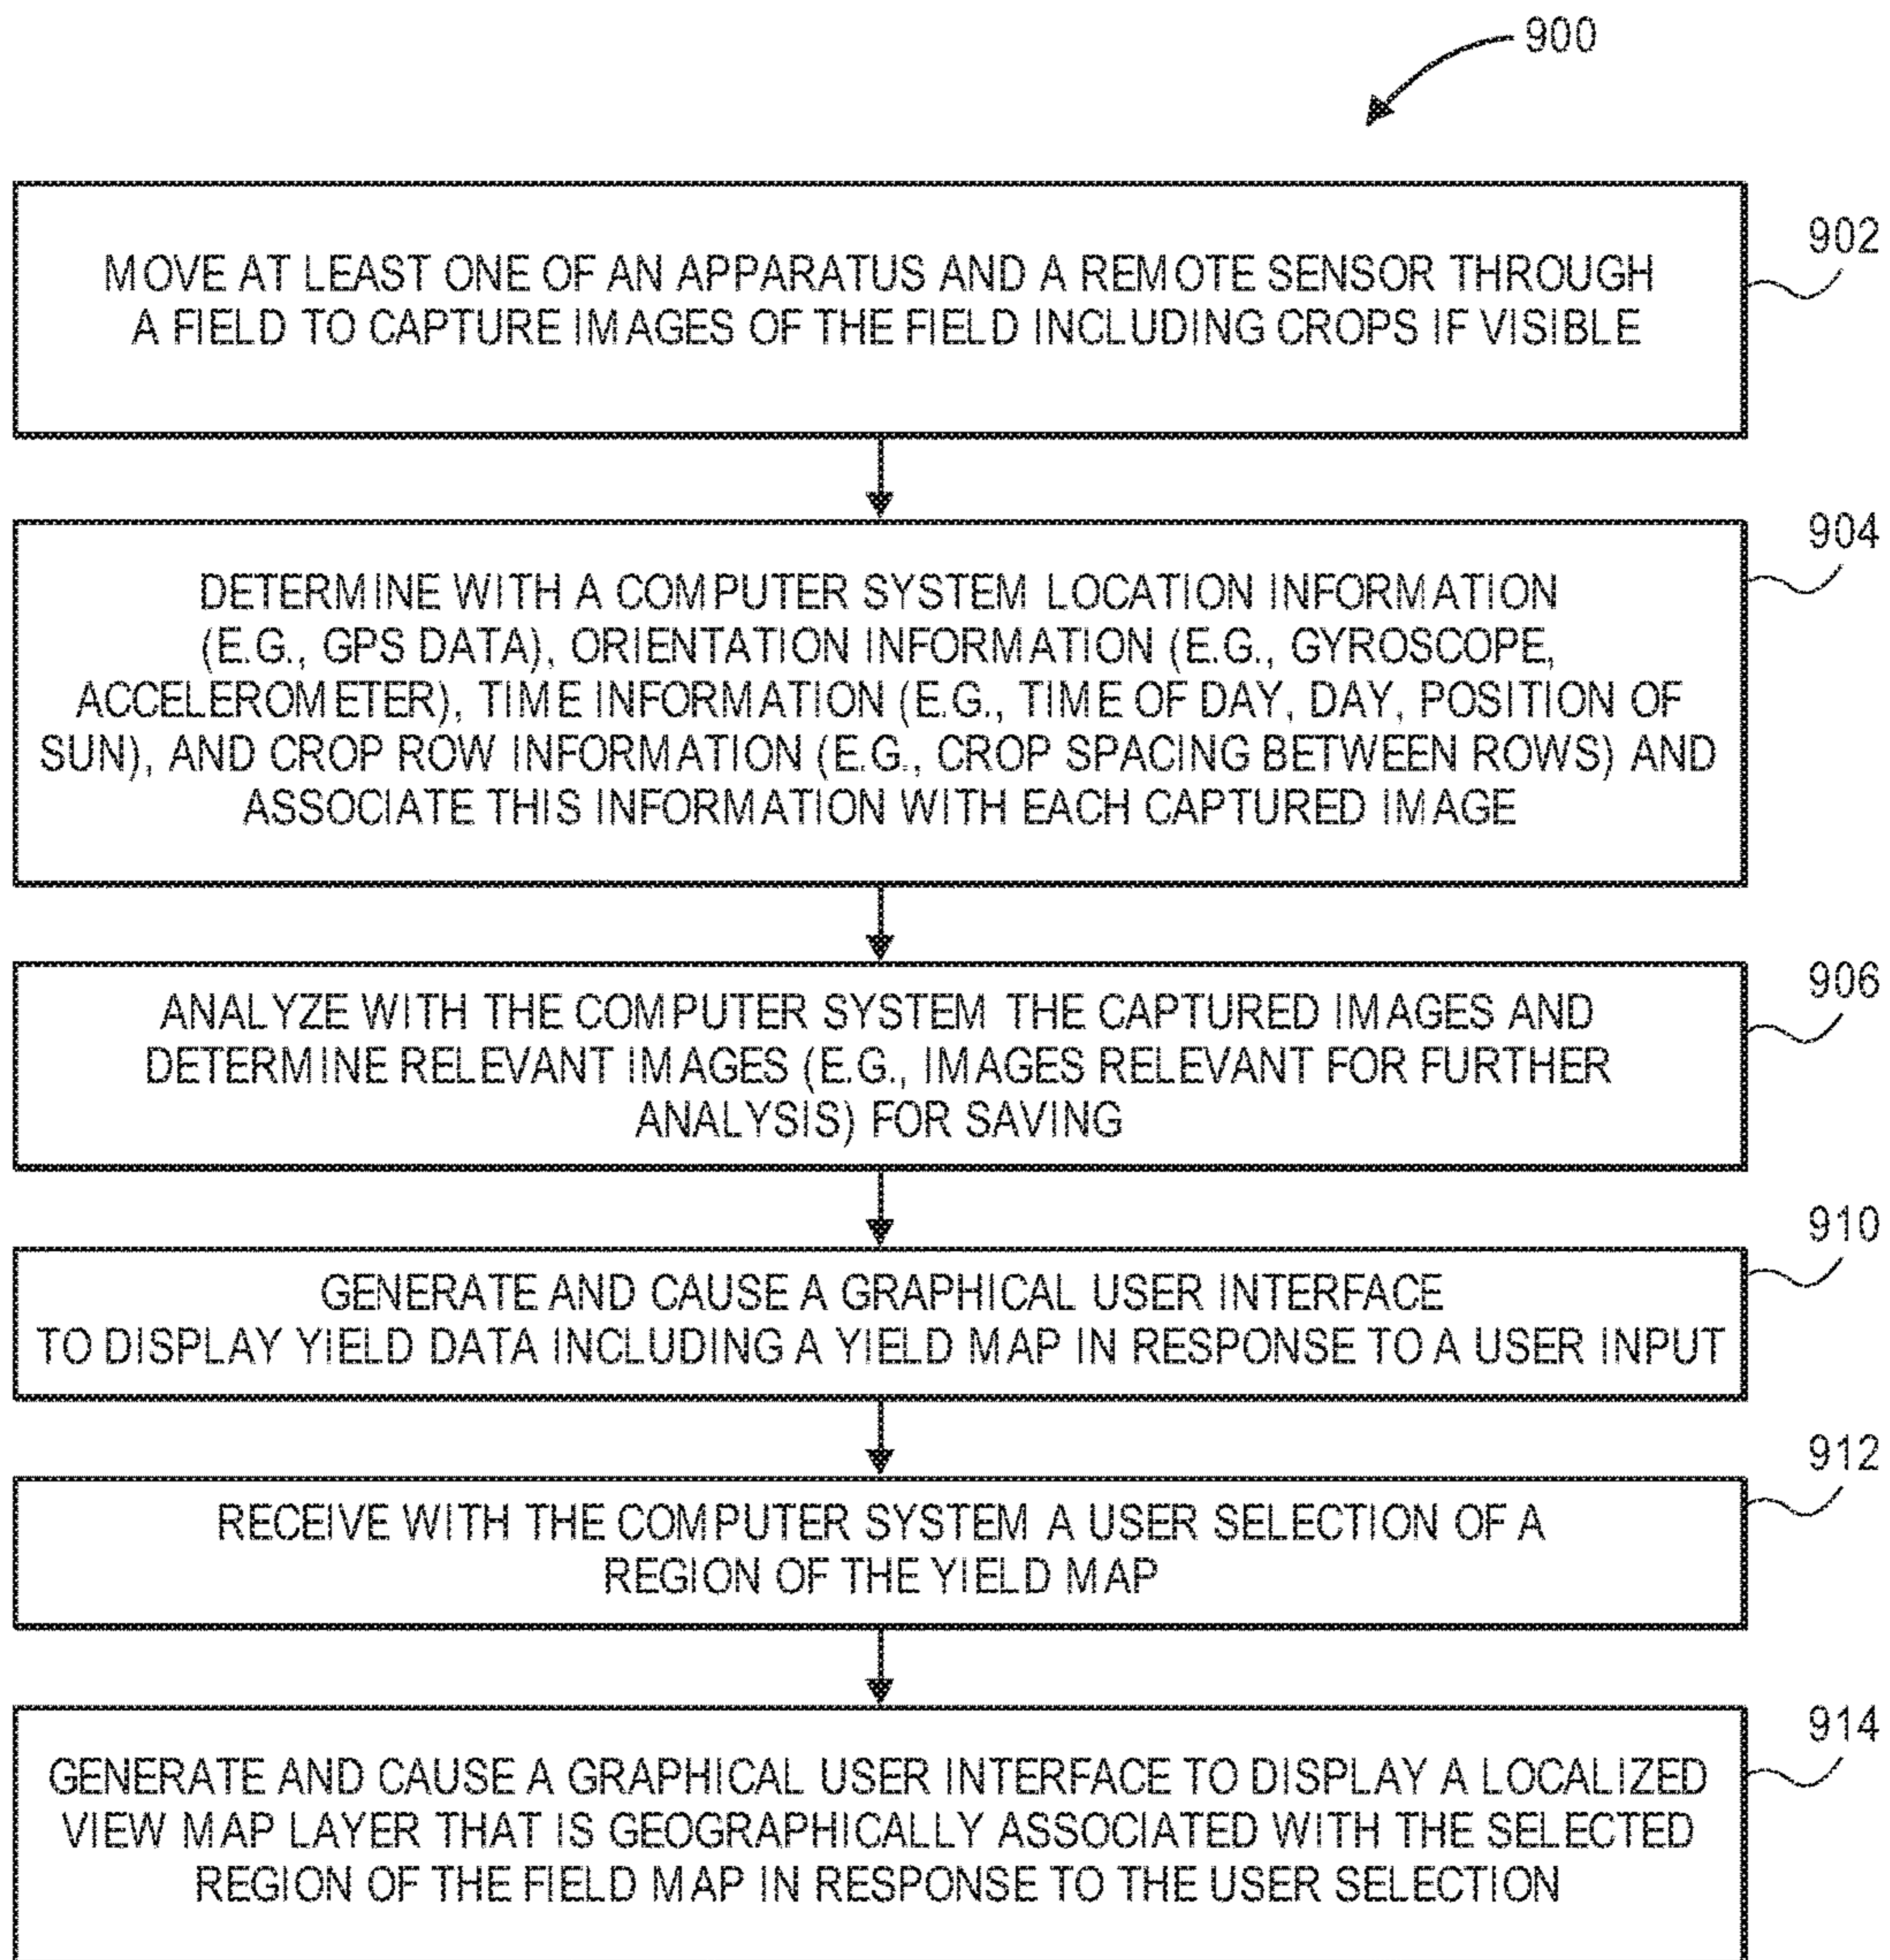 900
902
MOVE AT LEAST ONE OF AN APPARATUS AND A REMOTE SENSOR THROUGH
A FIELD TO CAPTURE IMAGES OF THE FIELD INCLUDING CROPS IF VISIBLE
904
DETERMINE WITH A COMPUTER SYSTEM LOCATION INFORMATION
(E.G., GPS DATA), ORIENTATION INFORMATION (E.G., GYROSCOPE,
ACCELEROMETER), TIME INFORMATION (E.G., TIME OF DAY, DAY, POSITION OF
SUN), AND CROP ROW INFORMATION (E.G., CROP SPACING BETWEEN ROWS) AND
ASSOCIATE THIS INFORMATION WITH EACH CAPTURED IMAGE
906
ANALYZE WITH THE COMPUTER SYSTEM THE CAPTURED IMAGES AND
DETERMINE RELEVANT IMAGES (E.G., IMAGES RELEVANT FOR FURTHER
ANALYSIS) FOR SAVING
910
GENERATE AND CAUSE A GRAPHICAL USER INTERFACE
TO DISPLAY YIELD DATA INCLUDING A YIELD MAP IN RESPONSE TO A USER INPUT
912
RECEIVE WITH THE COMPUTER SYSTEM A USER SELECTION OF A
REGION OF THE YIELD MAP
914
GENERATE AND CAUSE A GRAPHICAL USER INTERFACE TO DISPLAY A LOCALIZED
VIEW MAP LAYER THAT IS GEOGRAPHICALLY ASSOCIATED WITH THE SELECTED
REGION OF THE FIELD MAP IN RESPONSE TO THE USER SELECTION